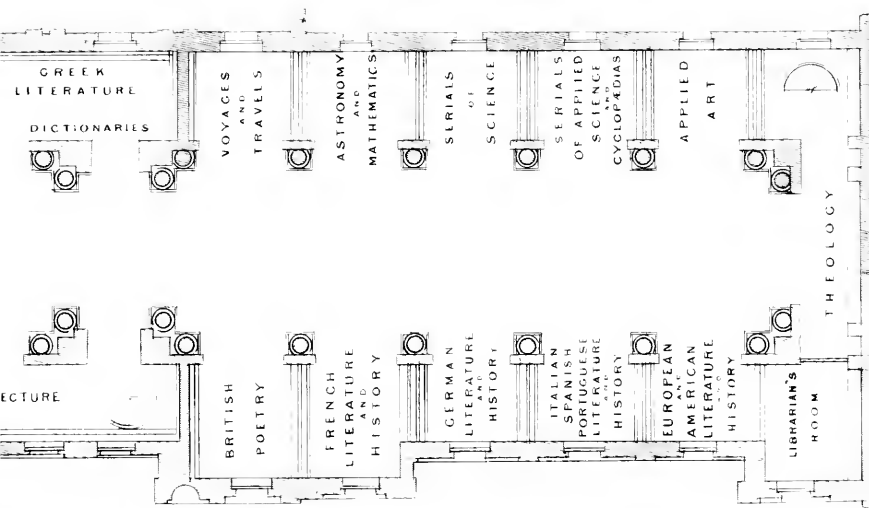 GREEK
LITERATURE
DICTIONARIES
VOYAGES
AND
TRAVELS
ASTRONOMY
AND
MATHEMATICS
SERIALS
OF
SCIENCE
SERIALS
OF APPLIED
SCIENCE
AND
CYCLOPÆDIAS
APPLIED
ART
THEOLOGY
ECTURE
BRITISH
POETRY
FRENCH
LITERATURE
AND
HISTORY
GERMAN
LITERATURE
AND
HISTORY
ITALIAN
SPANISH
PORTUGUESE
LITERATURE
AND
HISTORY
EUROPEAN
AND
AMERICAN
LITERATURE
AND
HISTORY
LIBRARIAN'S
ROOM